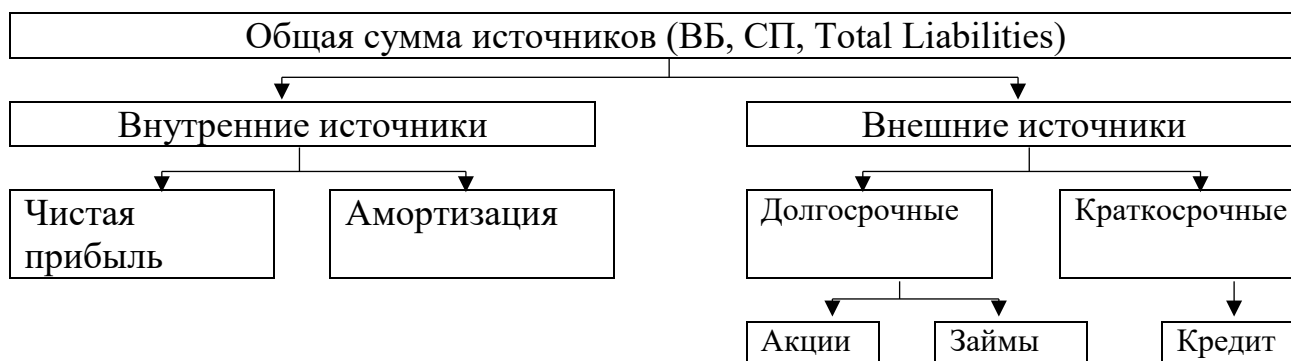 Общая сумма источников (ВБ, СП, Total Liabilities)
Внутренние источники
Внешние источники
Чистая
прибыль
Амортизация
Долгосрочные
Краткосрочные
Акции
Займы
Кредит